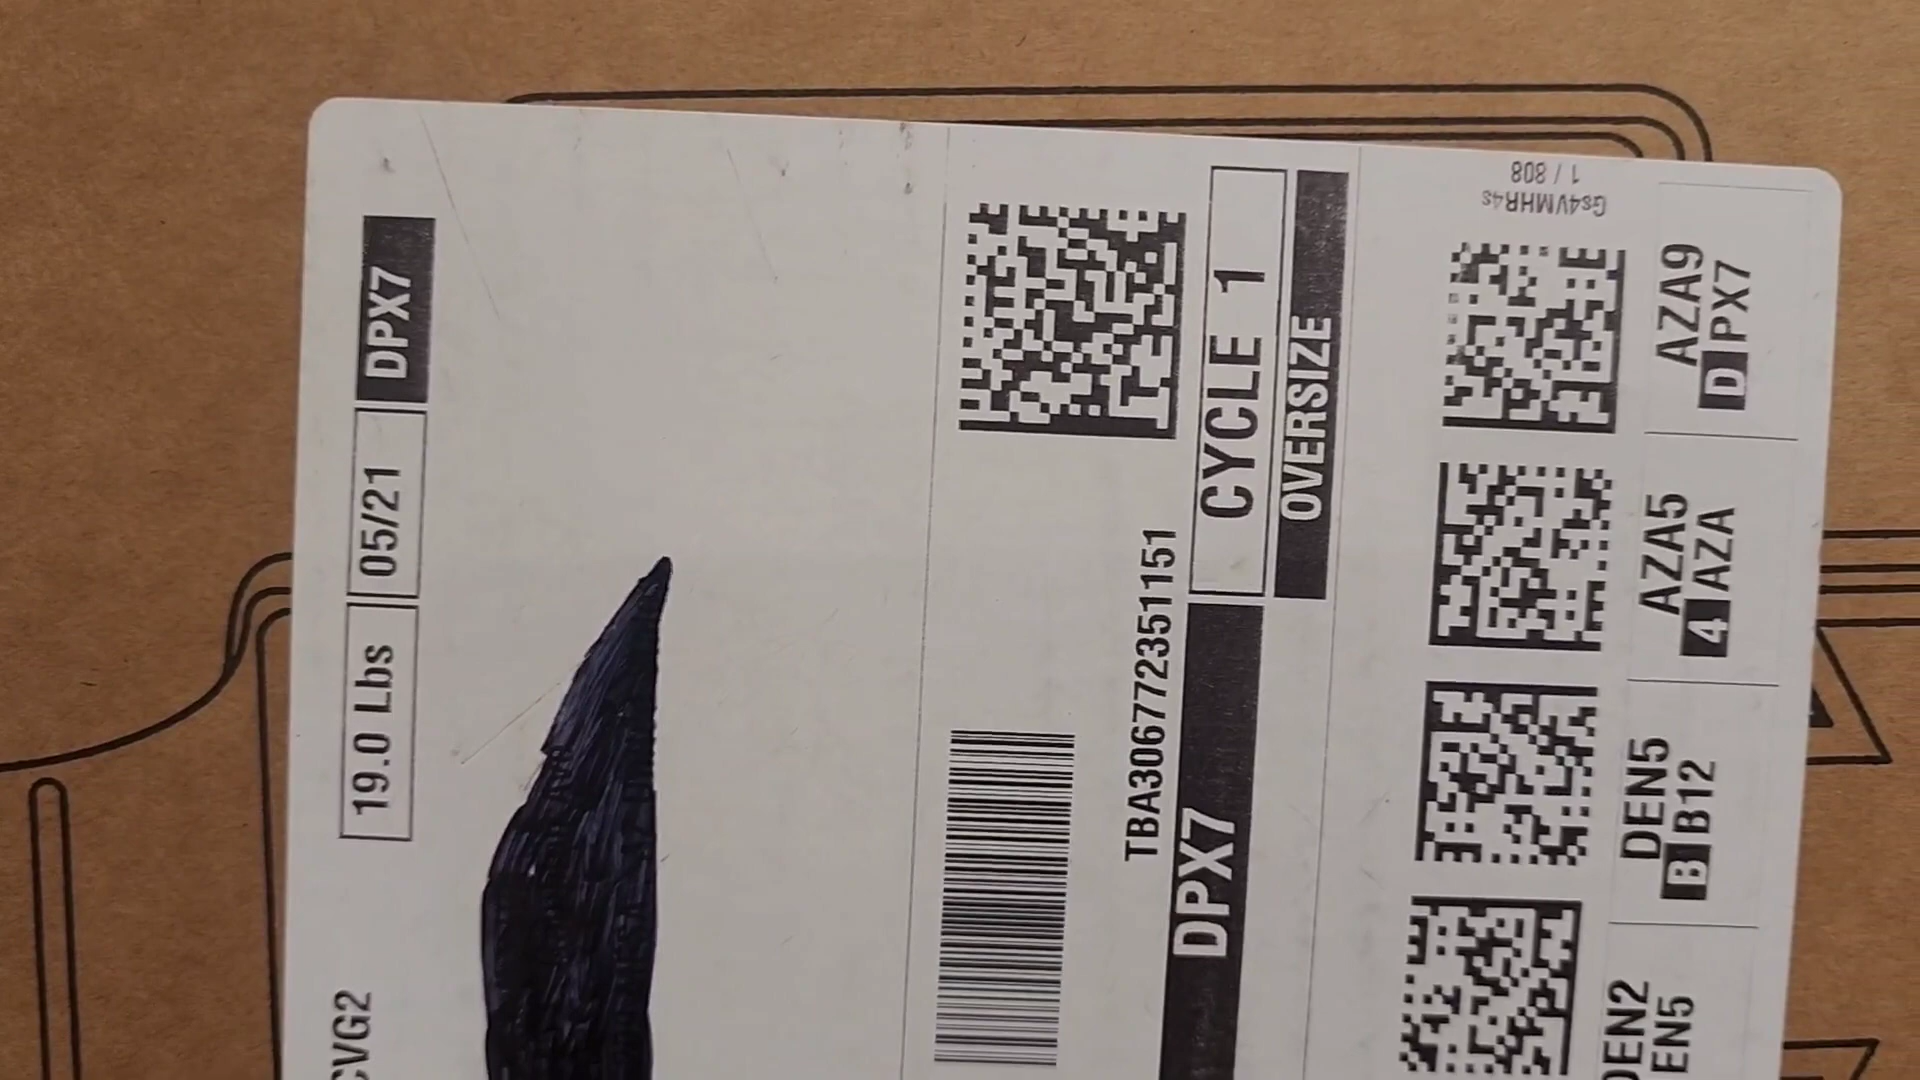 CVG2
19.0 Lbs
05/21
DPX7
TBA306772351151
DPX7
CYCLE 1
OVERSIZE
DEN2
EN5
DEN5
B B12
AZA5
4 AZA
AZA9
D PX7
Gs4VMHR4s
1 / 808